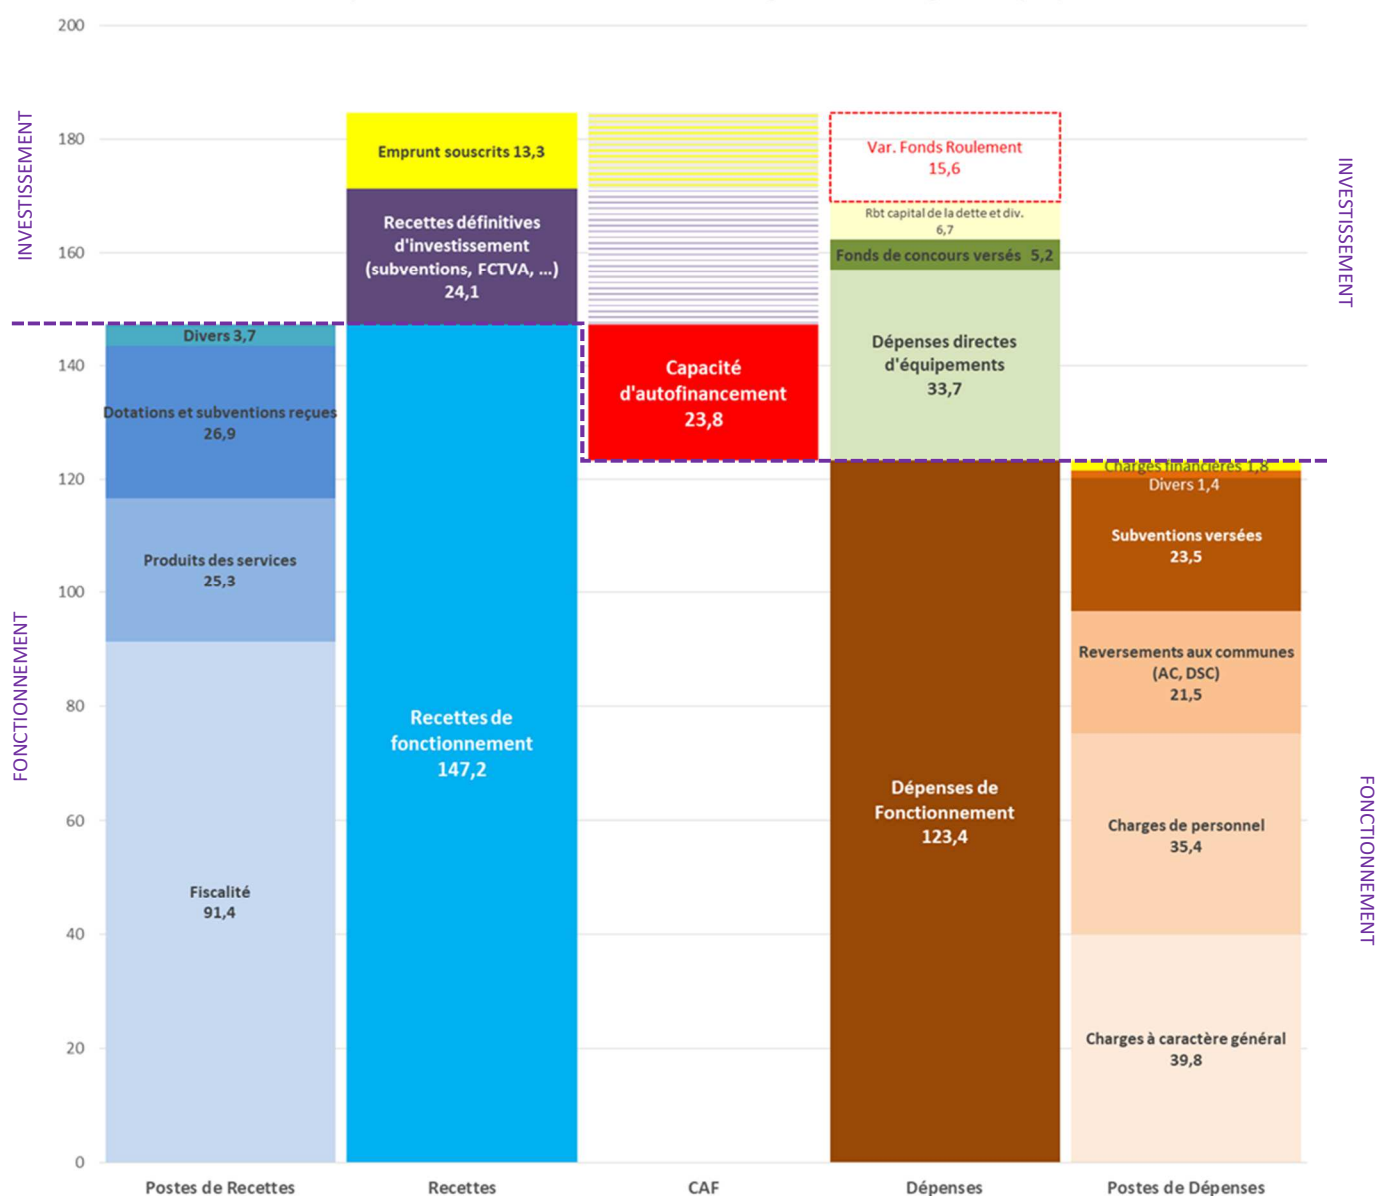 200
180
160
140
120
100
80
60
40
20
0
INVESTISSEMENT
FONCTIONNEMENT
Divers 3,7
Dotations et subventions reçues
26,9
Produits des services
25,3
Fiscalité
91,4
Postes de Recettes
Emprunt souscrits 13,3
Recettes définitives
d'investissement
(subventions, FCTVA, ...)
24,1
Recettes de
fonctionnement
147,2
Recettes
Capacité
d'autofinancement
23,8
CAF
Var. Fonds Roulement
15,6
Rbt capital de la dette et div.
6,7
Fonds de concours versés 5,2
Dépenses directes
d'équipements
33,7
Dépenses de
Fonctionnement
123,4
Dépenses
Charges financières 1,8
Divers 1,4
Subventions versées
23,5
Reversements aux communes
(AC, DSC)
21,5
Charges de personnel
35,4
Charges à caractère général
39,8
Postes de Dépenses
INVESTISSEMENT
FONCTIONNEMENT